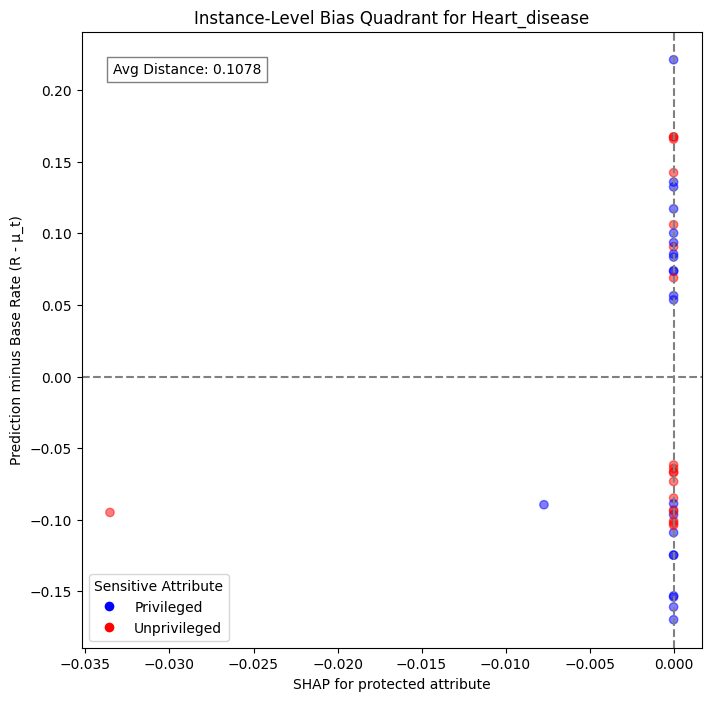 Instance-Level Bias Quadrant for Heart_disease
Avg Distance: 0.1078
Prediction minus Base Rate (R - μ_t)
0.20
0.15
0.10
0.05
0.00
−0.05
−0.10
−0.15
Sensitive Attribute
Privileged
Unprivileged
−0.035 −0.030 −0.025 −0.020 −0.015 −0.010 −0.005 0.000
SHAP for protected attribute